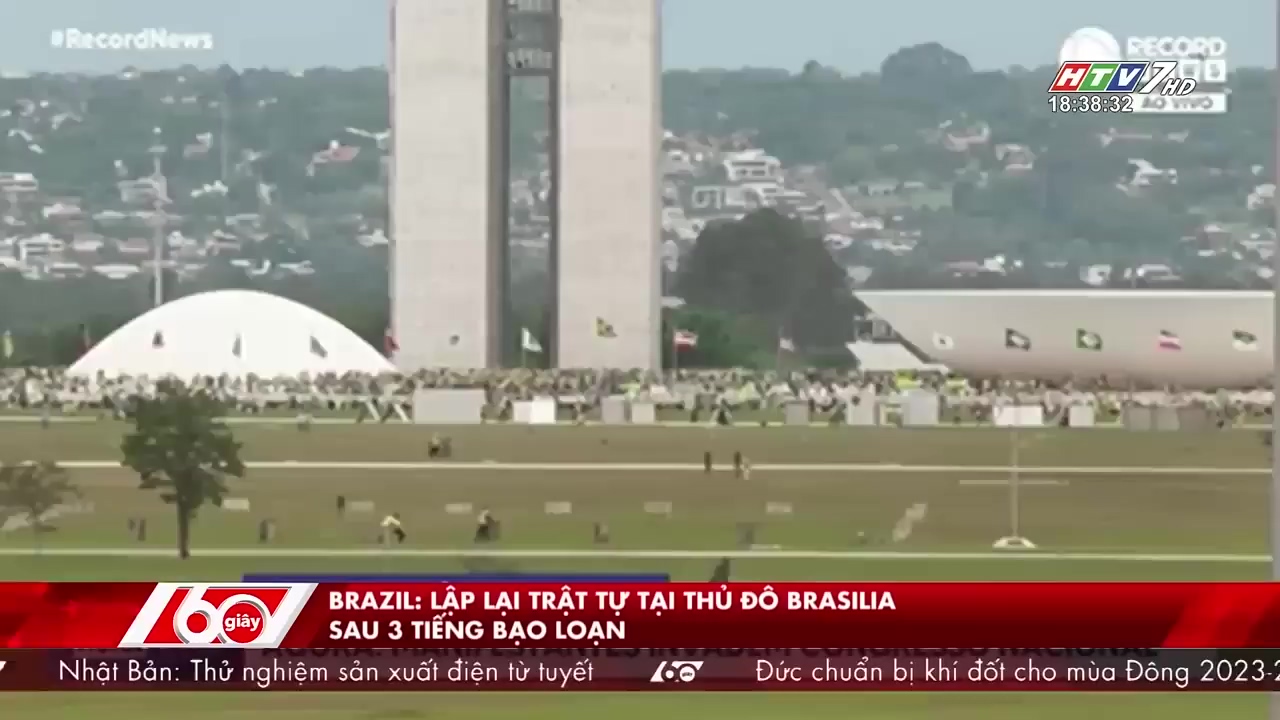 #RecordNews
RECORD
HTV7 HD
18:38:32
AO VIVO
60 giây
BRAZIL: LẬP LẠI TRẬT TỰ TẠI THỦ ĐÔ BRASILIA
SAU 3 TIẾNG BẠO LOẠN
Nhật Bản: Thử nghiệm sản xuất điện từ tuyết
60 giây
Đức chuẩn bị khí đốt cho mùa Đông 2023-2